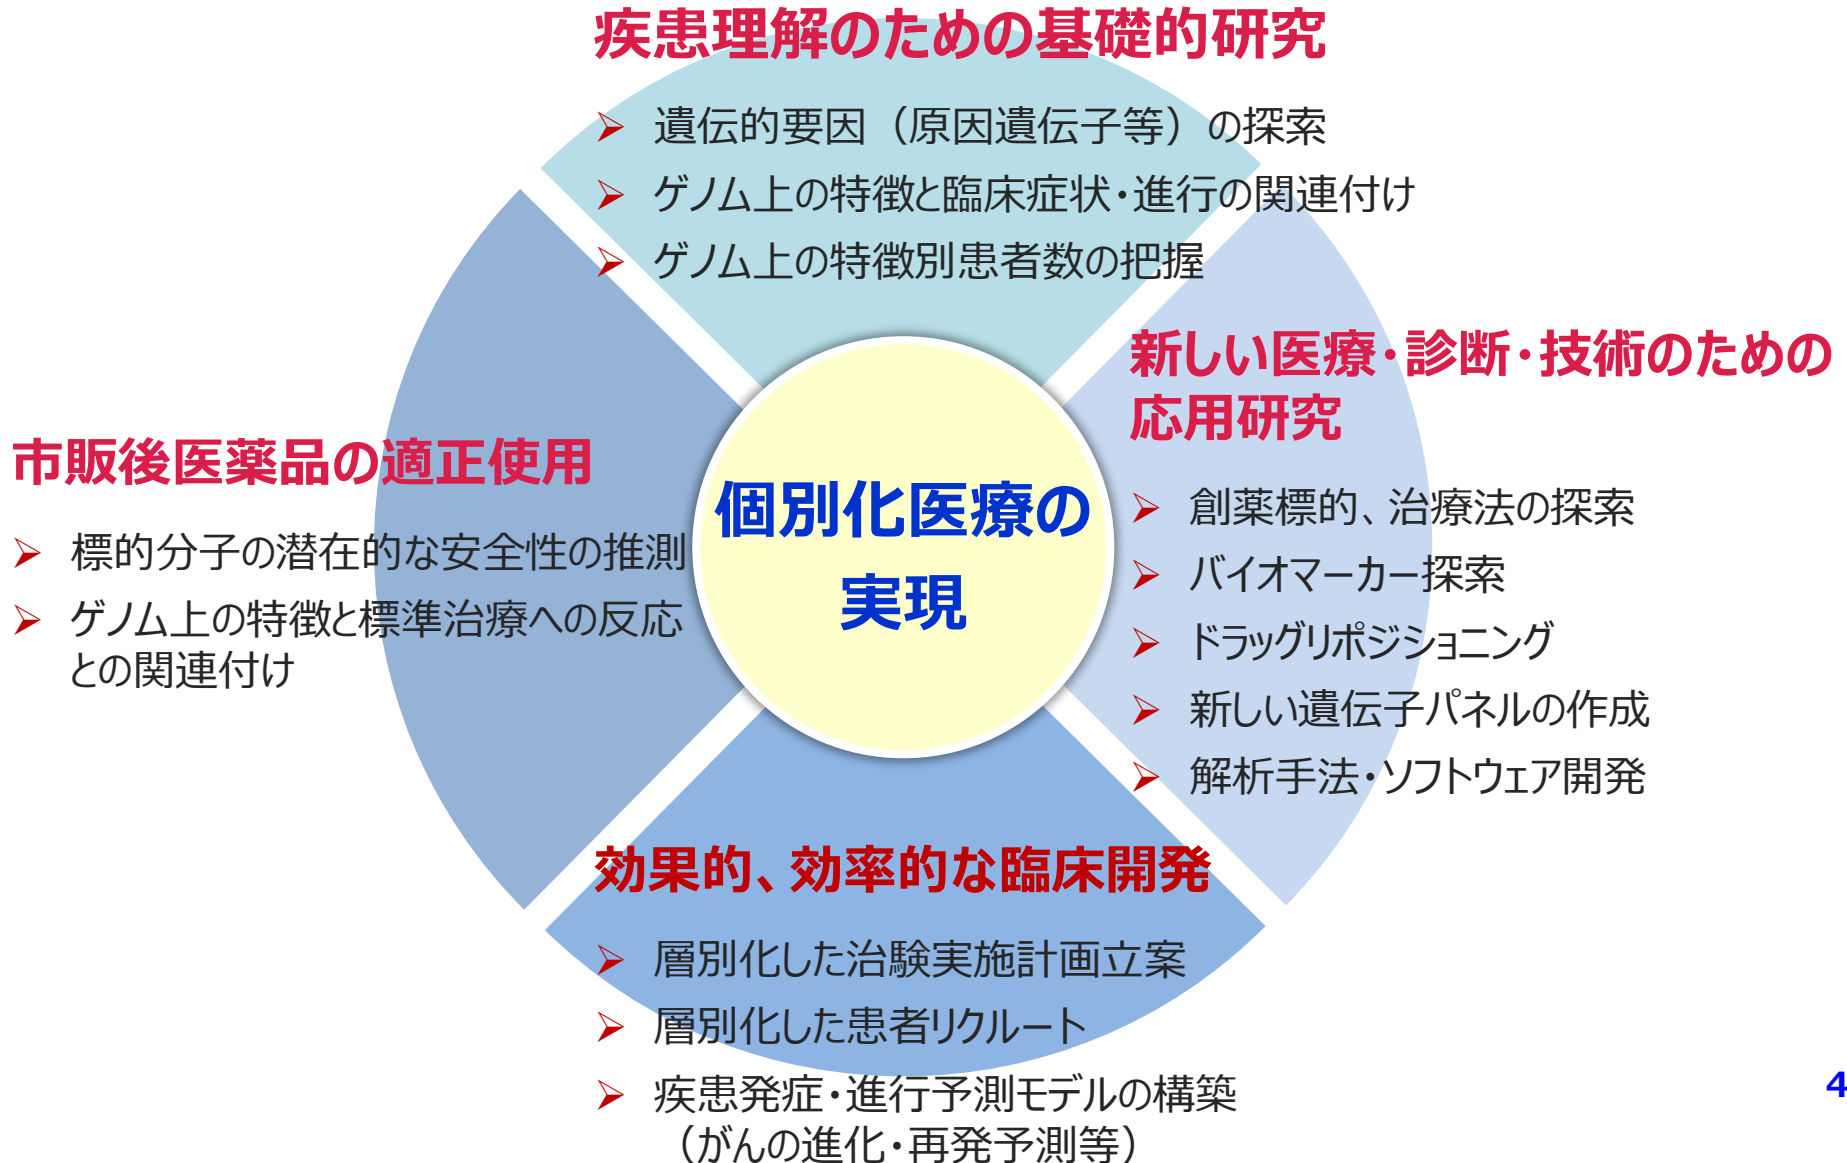 疾患理解のための基礎的研究
➢ 遺伝的要因（原因遺伝子等）の探索
➢ ゲノム上の特徴と臨床症状・進行の関連付け
➢ ゲノム上の特徴別患者数の把握
新しい医療・診断・技術のための
応用研究
➢ 創薬標的、治療法の探索
➢ バイオマーカー探索
➢ ドラッグリポジショニング
➢ 新しい遺伝子パネルの作成
➢ 解析手法・ソフトウェア開発
市販後医薬品の適正使用
➢ 標的分子の潜在的な安全性の推測
➢ ゲノム上の特徴と標準治療への反応
との関連付け
個別化医療の
実現
効果的、効率的な臨床開発
➢ 層別化した治験実施計画立案
➢ 層別化した患者リクルート
➢ 疾患発症・進行予測モデルの構築
（がんの進化・再発予測等）
4